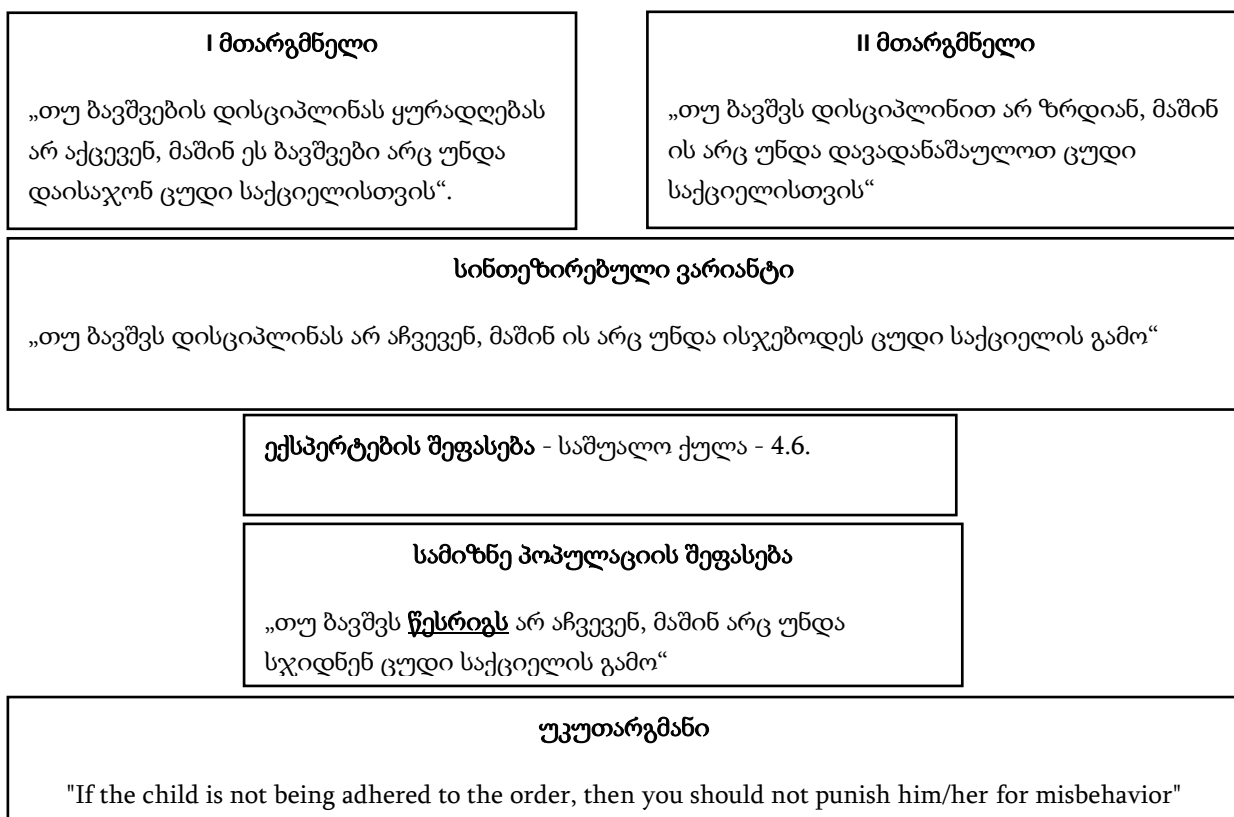 I მთარგმნელი
„თუ ბავშვების დისციპლინას ყურადღებას
არ აქცევენ, მაშინ ეს ბავშვები არც უნდა
დაისაჯონ ცუდი საქციელისთვის“.
II მთარგმნელი
„თუ ბავშვს დისციპლინით არ ზრდიან, მაშინ
ის არც უნდა დავადანაშაულოთ ცუდი
საქციელისთვის“
სინთეზირებული ვარიანტი
„თუ ბავშვს დისციპლინას არ აჩვევენ, მაშინ ის არც უნდა ისჯებოდეს ცუდი საქციელის გამო“
ექსპერტების შეფასება - საშუალო ქულა - 4.6.
სამიზნე პოპულაციის შეფასება
„თუ ბავშვს წესრიგს არ აჩვევენ, მაშინ არც უნდა
სჯიდნენ ცუდი საქციელის გამო“
უკუთარგმანი
"If the child is not being adhered to the order, then you should not punish him/her for misbehavior"